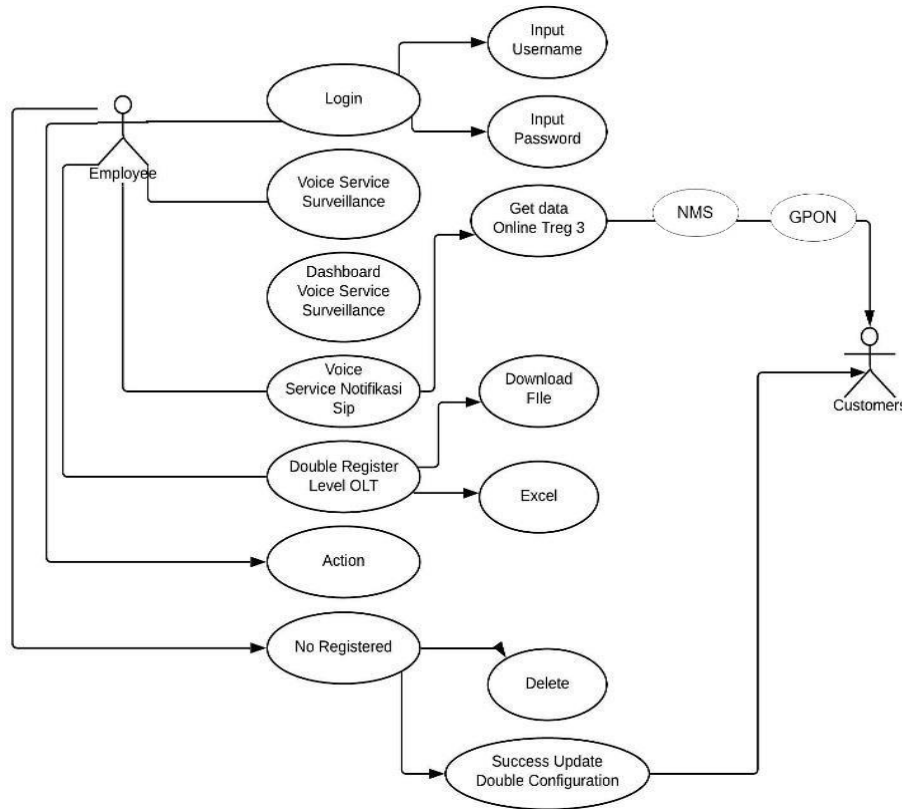 Input
Username
Login
Input
Password
Employee
Voice Service
Surveillance
Get data
Online Treg 3
NMS
GPON
Dashboard
Voice Service
Surveillance
Voice
Service Notifikasi
Sip
Download
FIle
Customers
Double Register
Level OLT
Excel
Action
No Registered
Delete
Success Update
Double Configuration